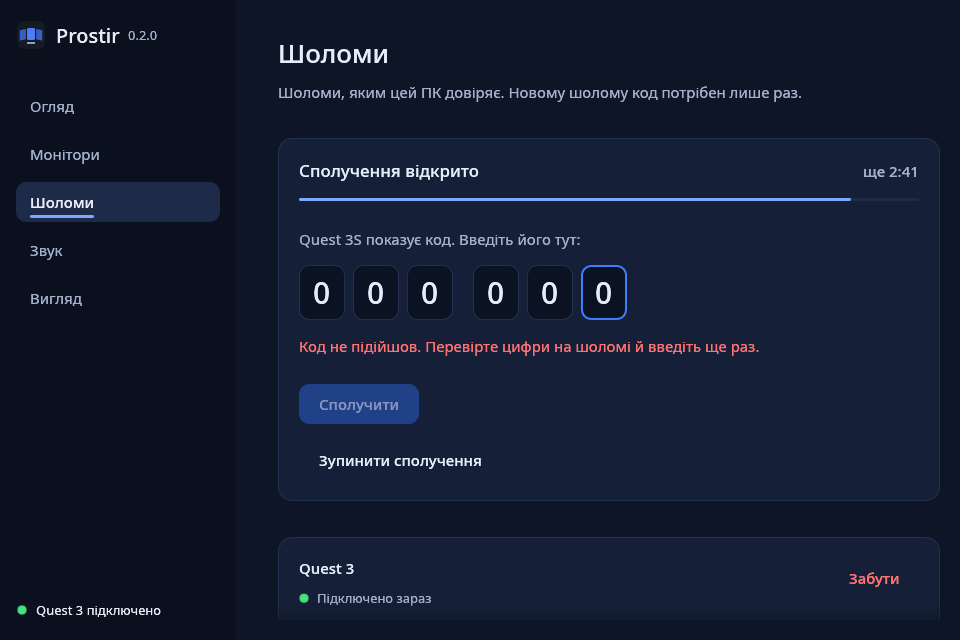 Prostir 0.2.0
Огляд
Монітори
Шоломи
Звук
Вигляд
Quest 3 підключено
Шоломи
Шоломи, яким цей ПК довіряє. Новому шолому код потрібен лише раз.
Сполучення відкрито
ще 2:41
Quest 3S показує код. Введіть його тут:
0 0 0 0 0 0
Код не підійшов. Перевірте цифри на шоломі й введіть ще раз.
Сполучити
Зупинити сполучення
Quest 3
Підключено зараз
Забути